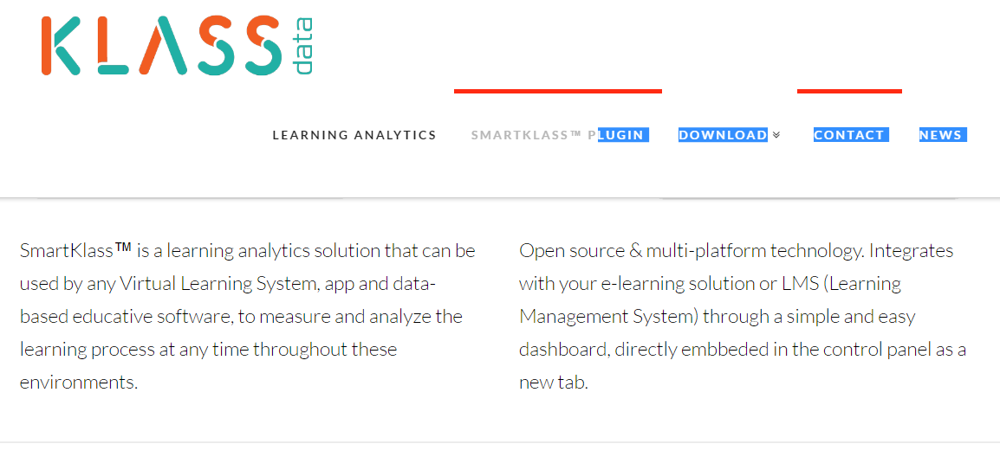 KLASS data
LEARNING ANALYTICS SMARTKLASS™ PLUGIN DOWNLOAD CONTACT NEWS
SmartKlass™ is a learning analytics solution that can be
used by any Virtual Learning System, app and data-
based educative software, to measure and analyze the
learning process at any time throughout these
environments.
Open source & multi-platform technology. Integrates
with your e-learning solution or LMS (Learning
Management System) through a simple and easy
dashboard, directly embbeded in the control panel as a
new tab.